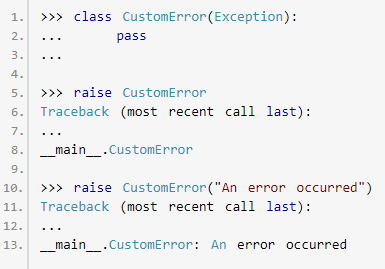 1. >>> class CustomError(Exception):
2. ...     pass
3. ...
4.
5. >>> raise CustomError
6. Traceback (most recent call last):
7. ...
8. __main__.CustomError
9.
10. >>> raise CustomError("An error occurred")
11. Traceback (most recent call last):
12. ...
13. __main__.CustomError: An error occurred